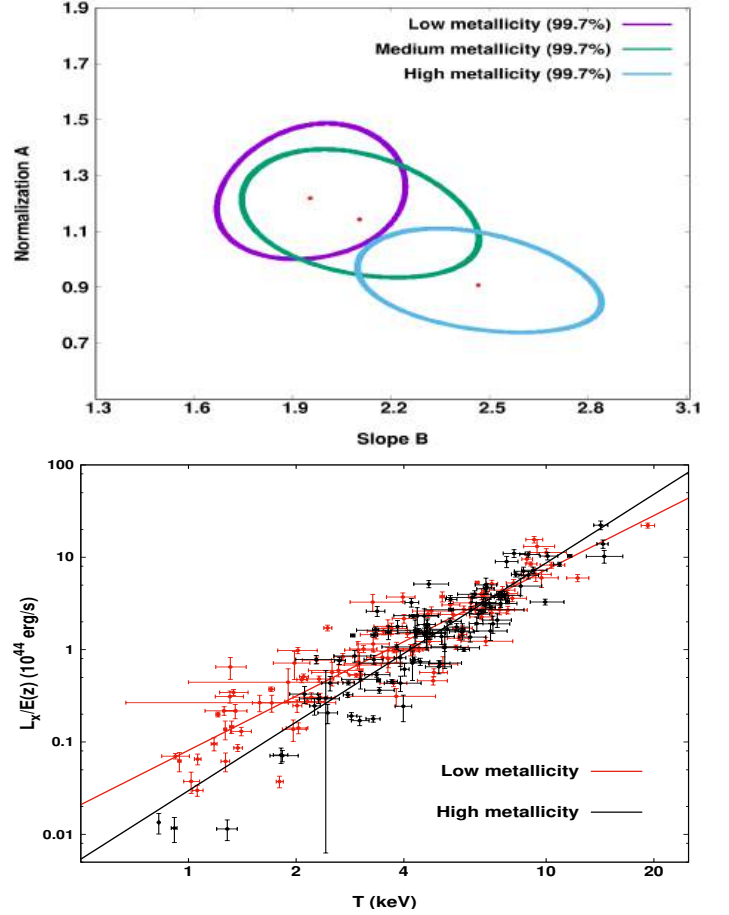 1.9
Low metallicity (99.7%)
Medium metallicity (99.7%)
High metallicity (99.7%)
1.7
1.5
1.3
1.1
0.9
0.7
Normalization A
1.3 1.6 1.9 2.2 2.5 2.8 3.1
Slope B
100
10
1
0.1
0.01
Lₓ/E(z) (10⁴⁴ erg/s)
Low metallicity
High metallicity
1 2 4 10 20
T (keV)